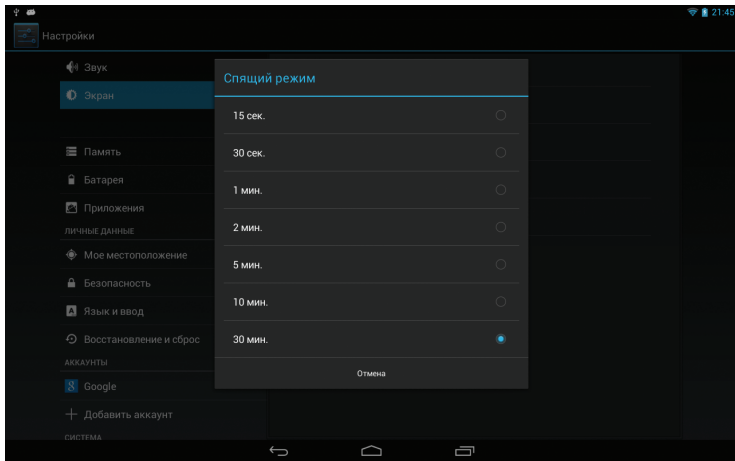 21:45
Настройки
Звук
Экран
Память
Батарея
Приложения
ЛИЧНЫЕ ДАННЫЕ
Мое местоположение
Безопасность
Язык и ввод
Восстановление и сброс
АККАУНТЫ
Google
Добавить аккаунт
СИСТЕМА
Спящий режим
15 сек.
30 сек.
1 мин.
2 мин.
5 мин.
10 мин.
30 мин.
Отмена